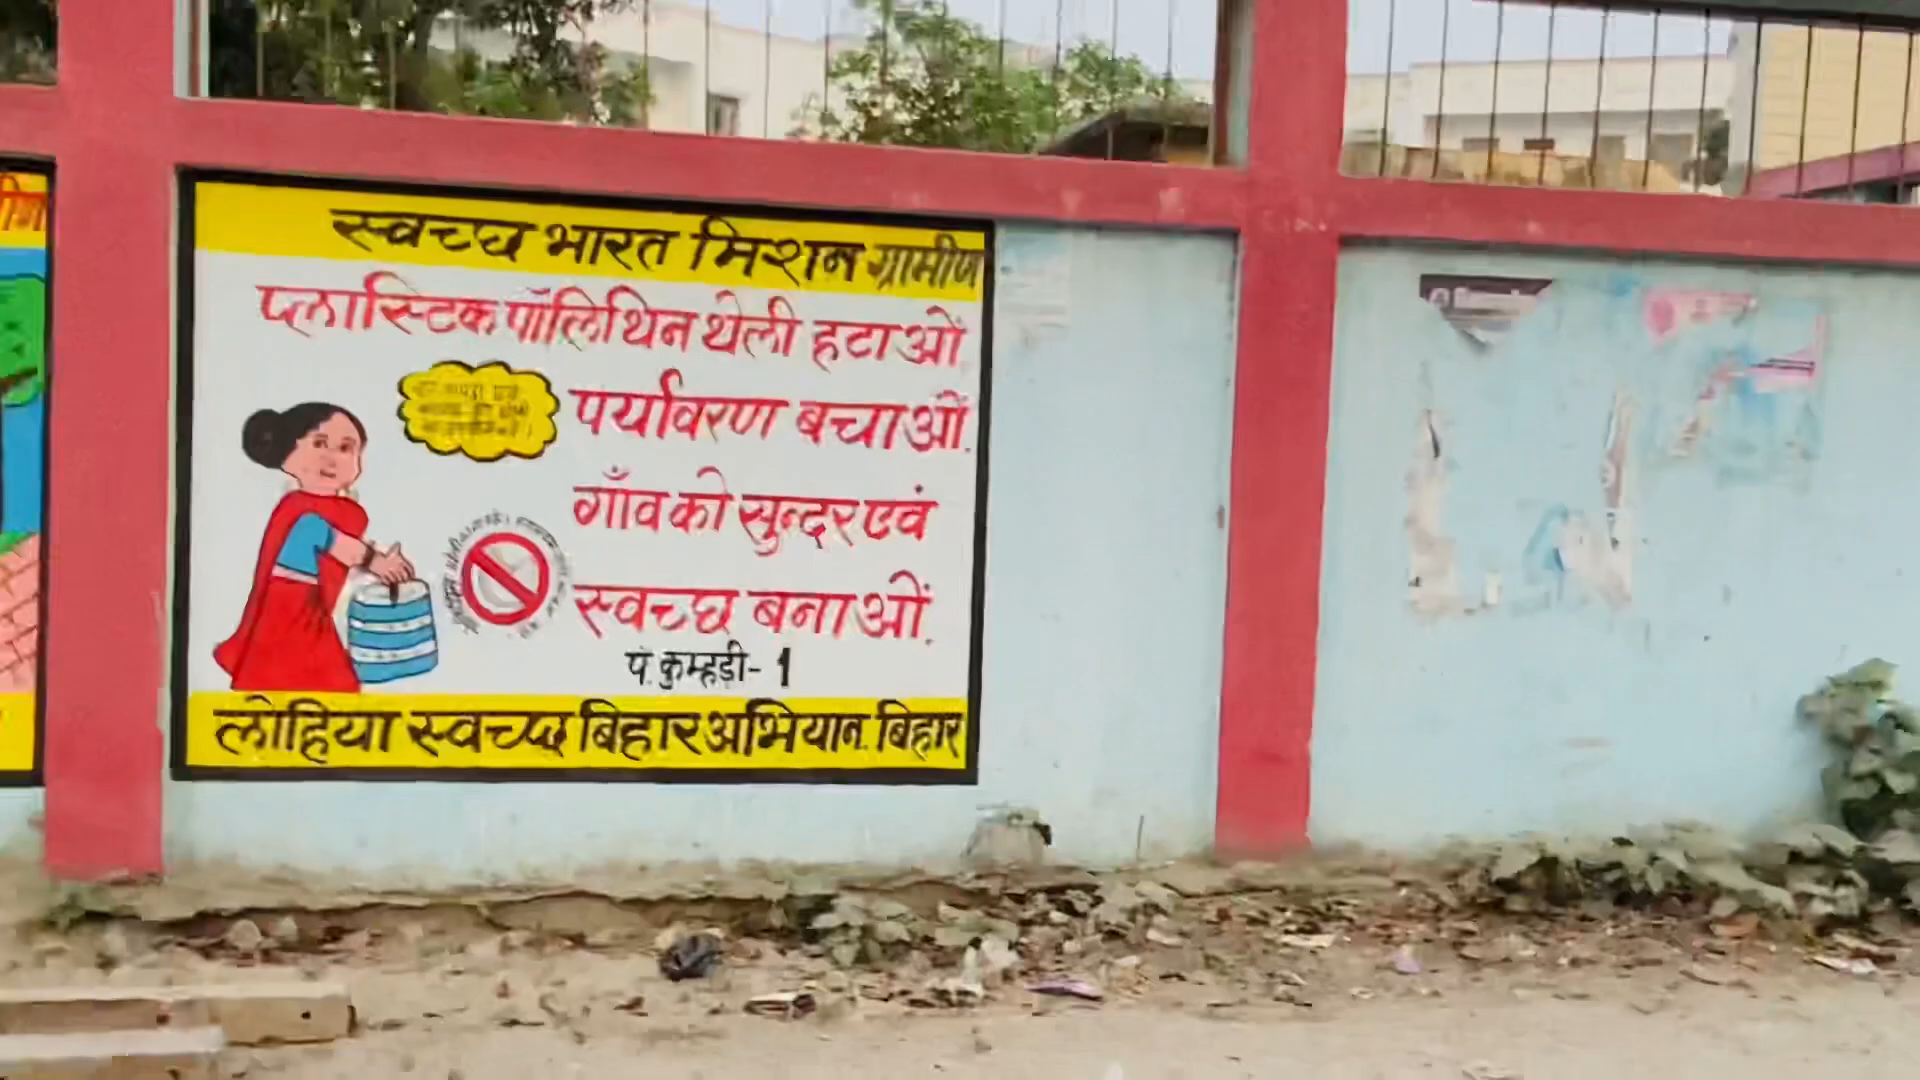 स्वच्छ भारत मिशन ग्रामीण
प्लास्टिक पॉलिथिन थैली हटाओं
पर्यावरण बचाओं.
गाँव को सुन्दर एवं
स्वच्छ बनाओं.
पं. कुम्हड़ी- 1
लोहिया स्वच्छ बिहार अभियान. बिहार